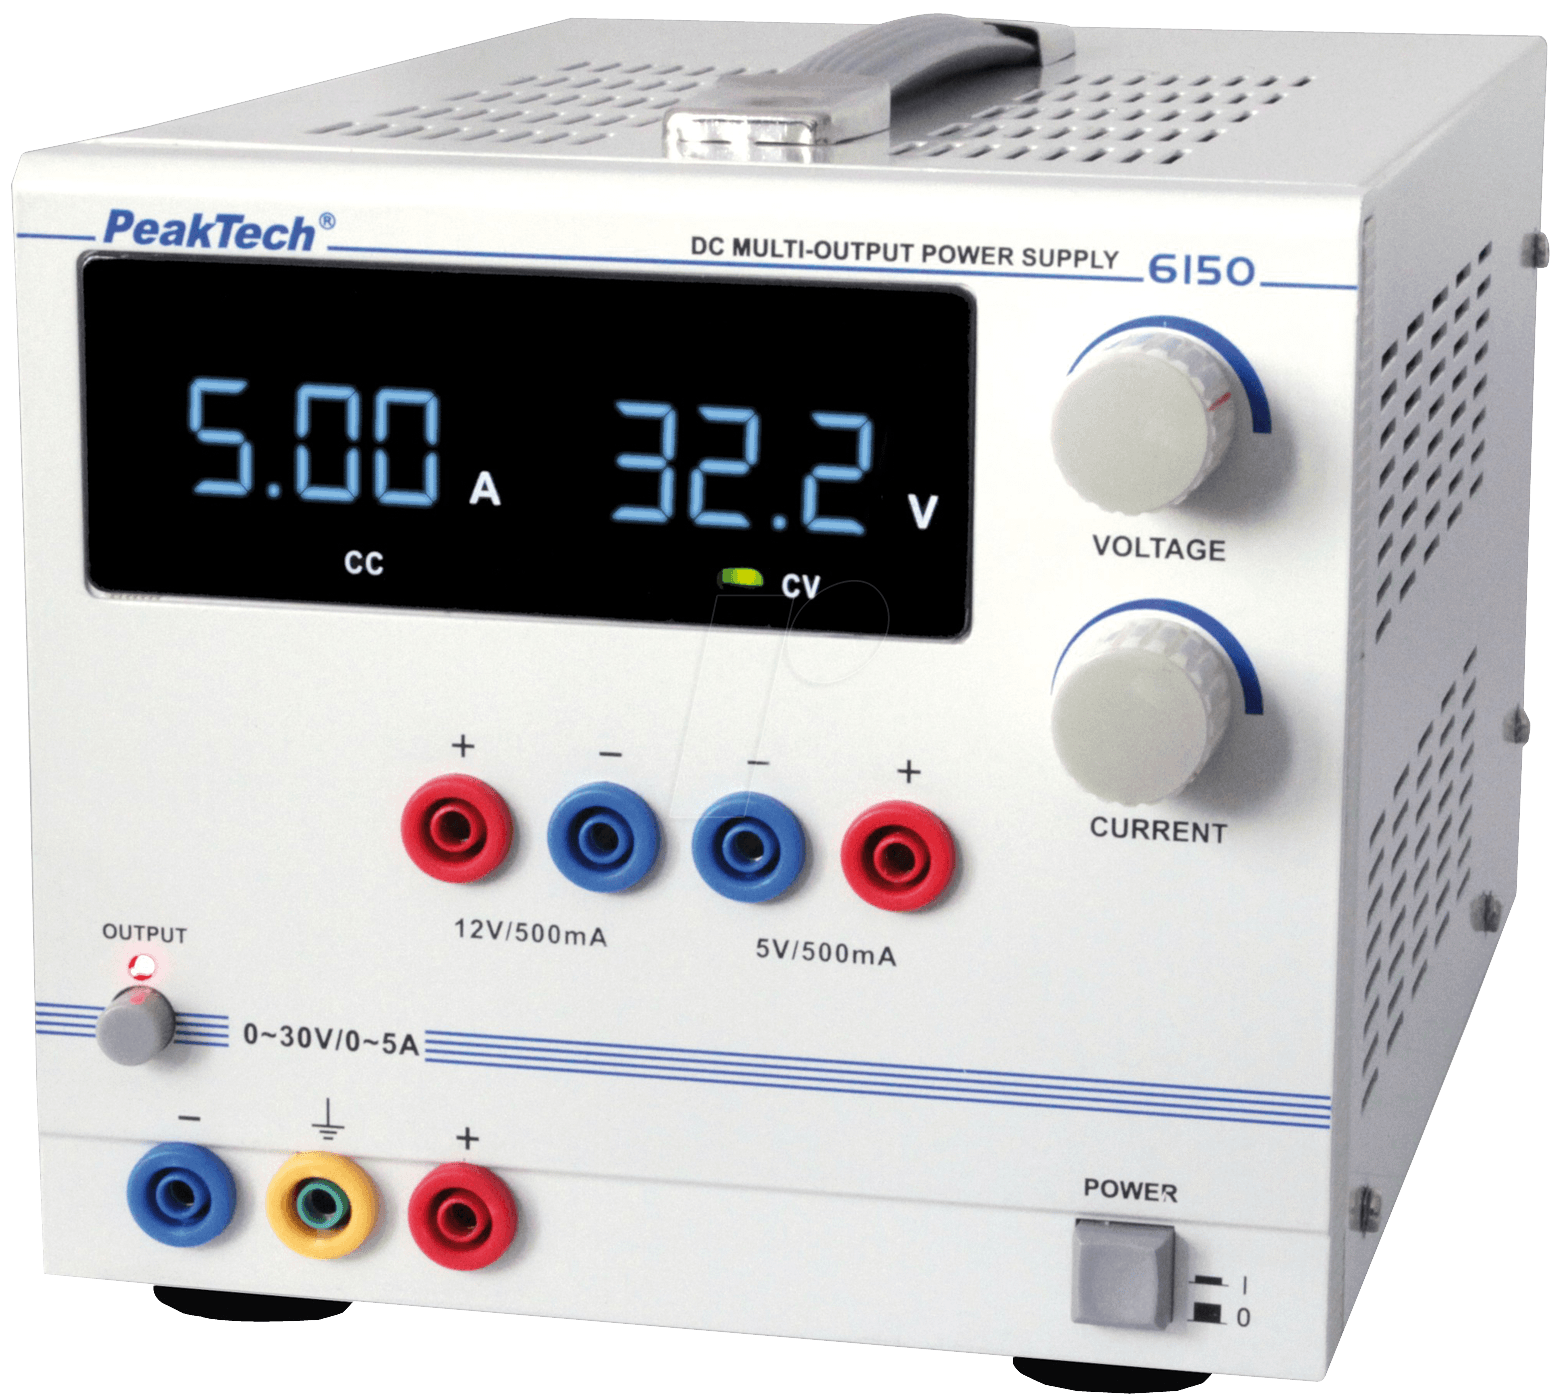 PeakTech®
DC MULTI-OUTPUT POWER SUPPLY 6150
5.00 A 32.2 V
CC CV
VOLTAGE
CURRENT
+ − − +
12V/500mA 5V/500mA
OUTPUT
0~30V/0~5A
− +
POWER
I
0